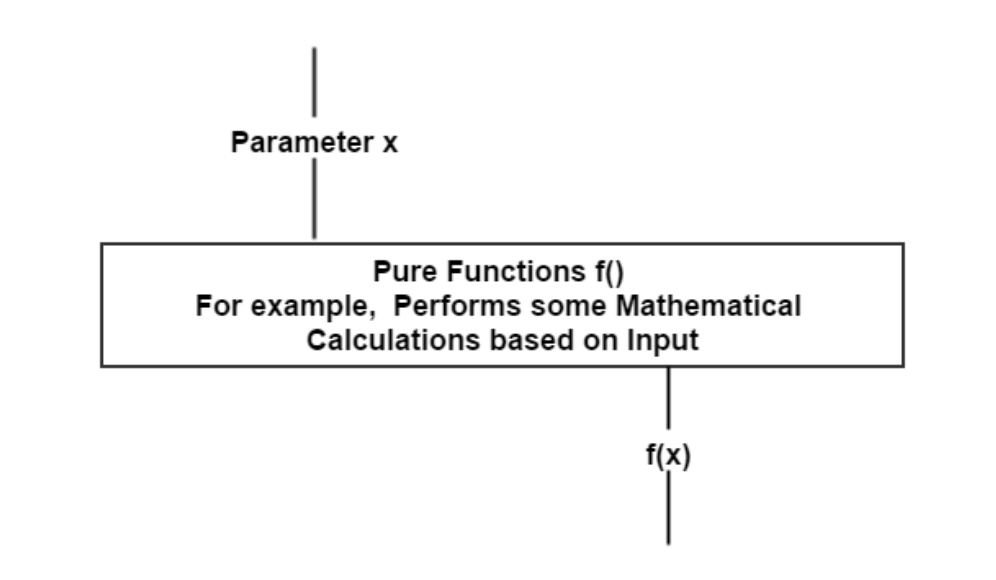 Parameter x
Pure Functions f()
For example,  Performs some Mathematical
Calculations based on Input
f(x)